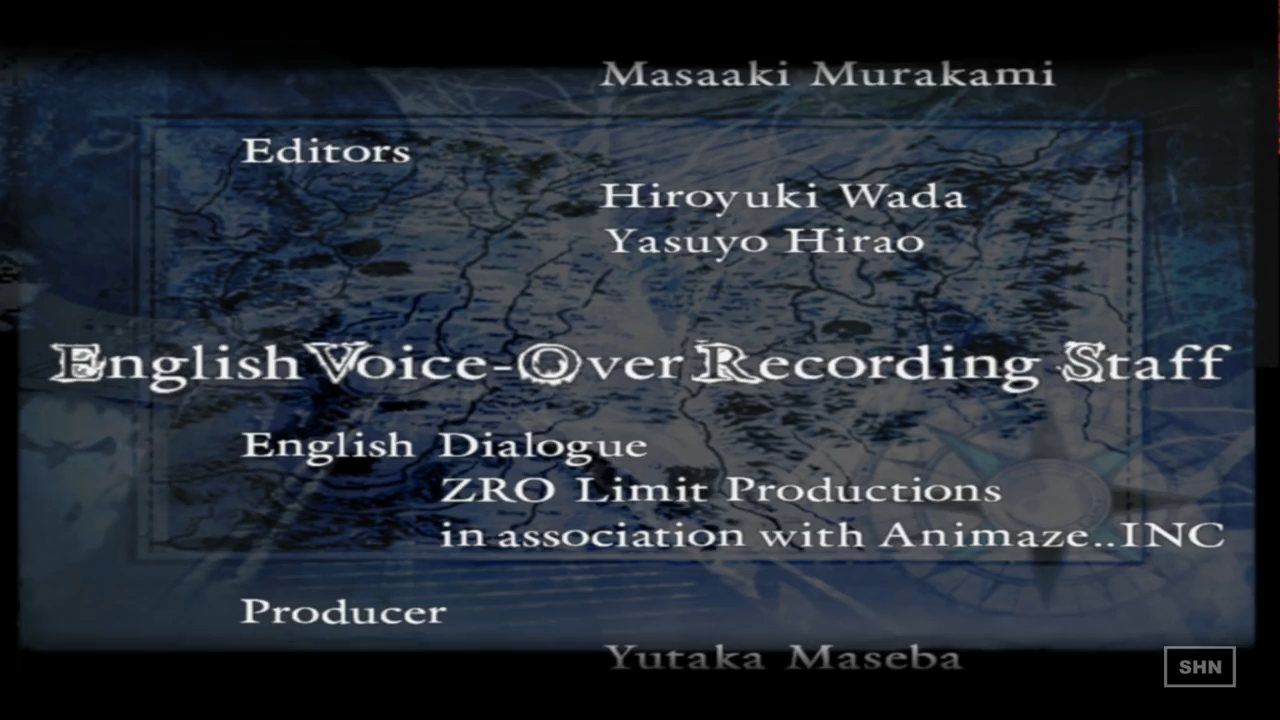 Masaaki Murakami
Editors
Hiroyuki Wada
Yasuyo Hirao
English Voice-Over Recording Staff
English Dialogue
ZRO Limit Productions
in association with Animaze..INC
Producer
Yutaka Maseba
SHN